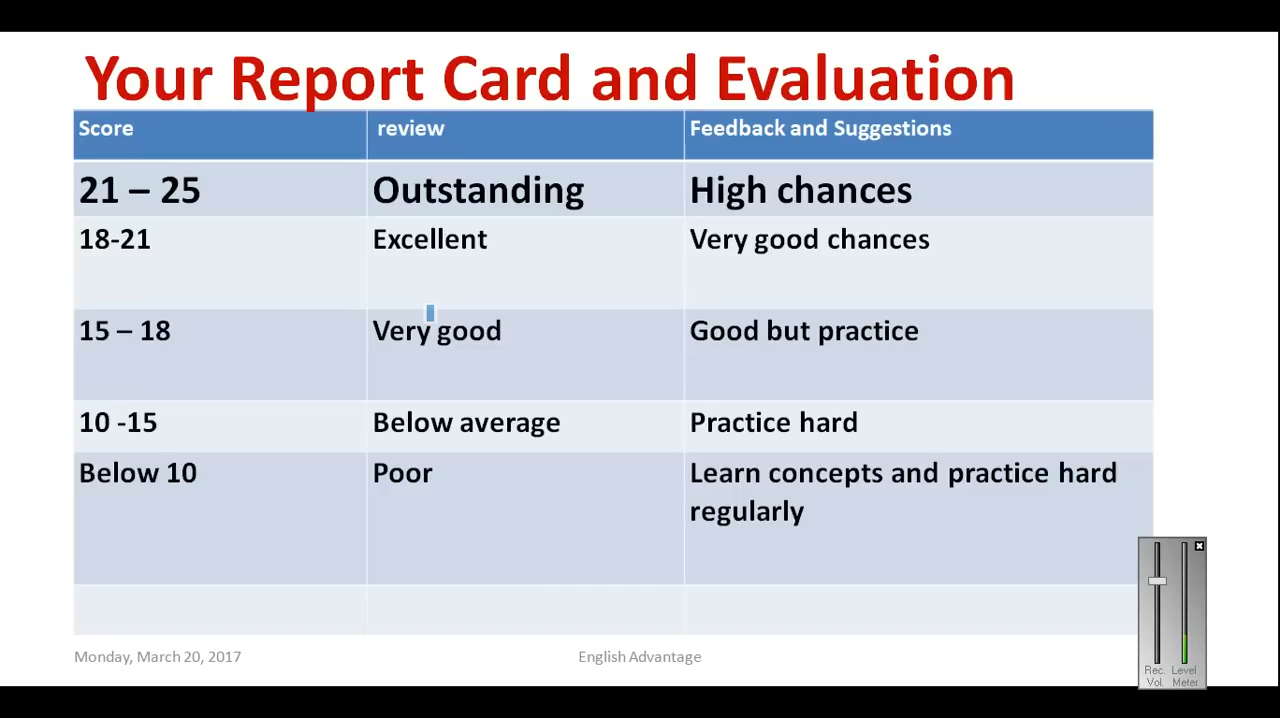 Your Report Card and Evaluation
Score review Feedback and Suggestions
21 – 25 Outstanding High chances
18-21 Excellent Very good chances
15 – 18 Very good Good but practice
10 -15 Below average Practice hard
Below 10 Poor Learn concepts and practice hard
regularly
Monday, March 20, 2017 English Advantage
Rec. Level
Vol. Meter